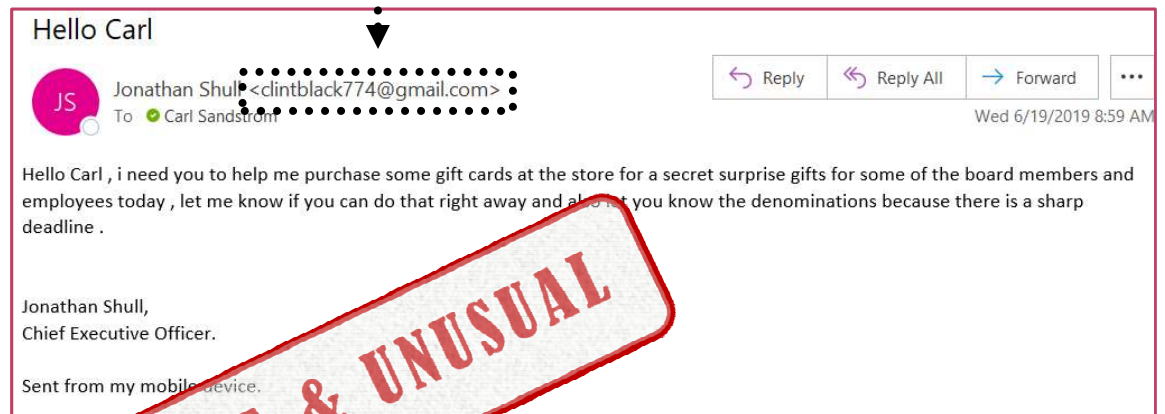 Hello Carl
JS
Jonathan Shull <clintblack774@gmail.com>
To Carl Sandstrom
Reply
Reply All
Forward
Wed 6/19/2019 8:59 AM
Hello Carl , i need you to help me purchase some gift cards at the store for a secret surprise gifts for some of the board members and
employees today , let me know if you can do that right away and also let you know the denominations because there is a sharp
deadline .
Jonathan Shull,
Chief Executive Officer.
Sent from my mobile device.
& UNUSUAL